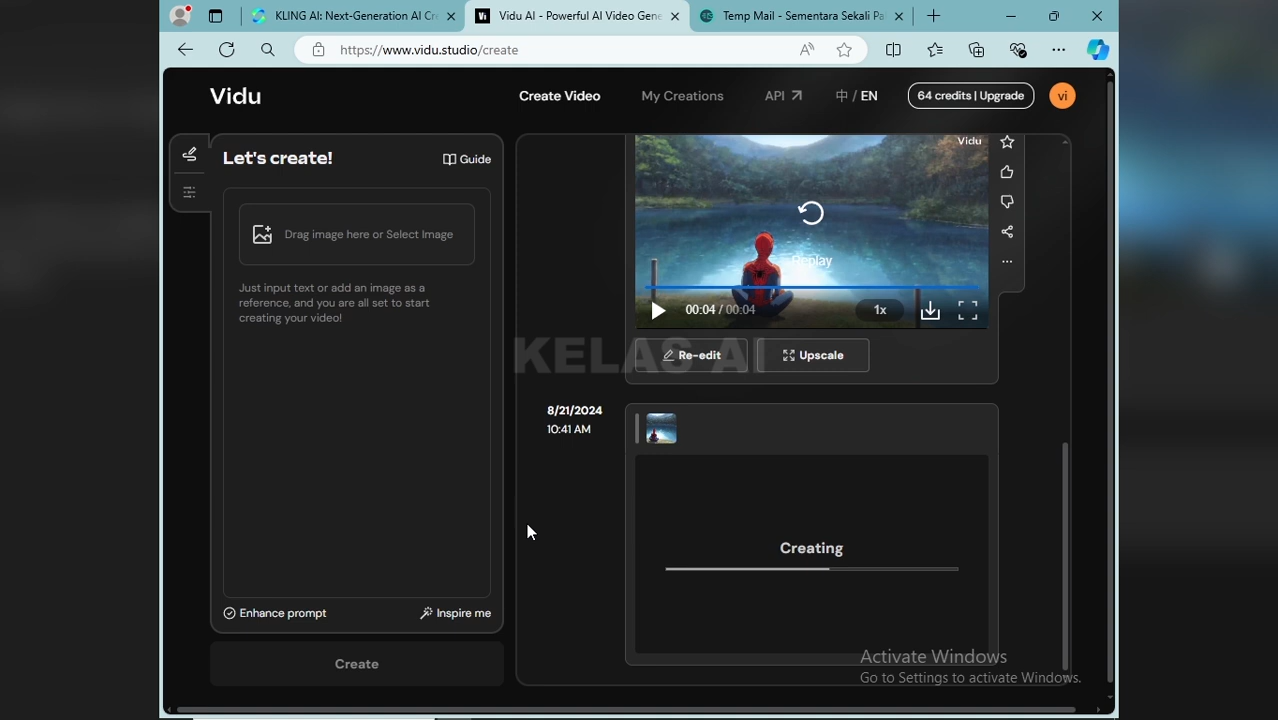 KLING AI: Next-Generation AI Cr
Vidu AI - Powerful AI Video Gene
Temp Mail - Sementara Sekali Pa
https://www.vidu.studio/create
Vidu
Create Video
My Creations
API
中 / EN
64 credits | Upgrade
vi
Let's create!
Guide
Drag image here or Select Image
Just input text or add an image as a
reference, and you are all set to start
creating your video!
Enhance prompt
Inspire me
Create
Vidu
Replay
00:04 / 00:04
1x
Re-edit
Upscale
KELAS AI
8/21/2024
10:41 AM
Creating
Activate Windows
Go to Settings to activate Windows.